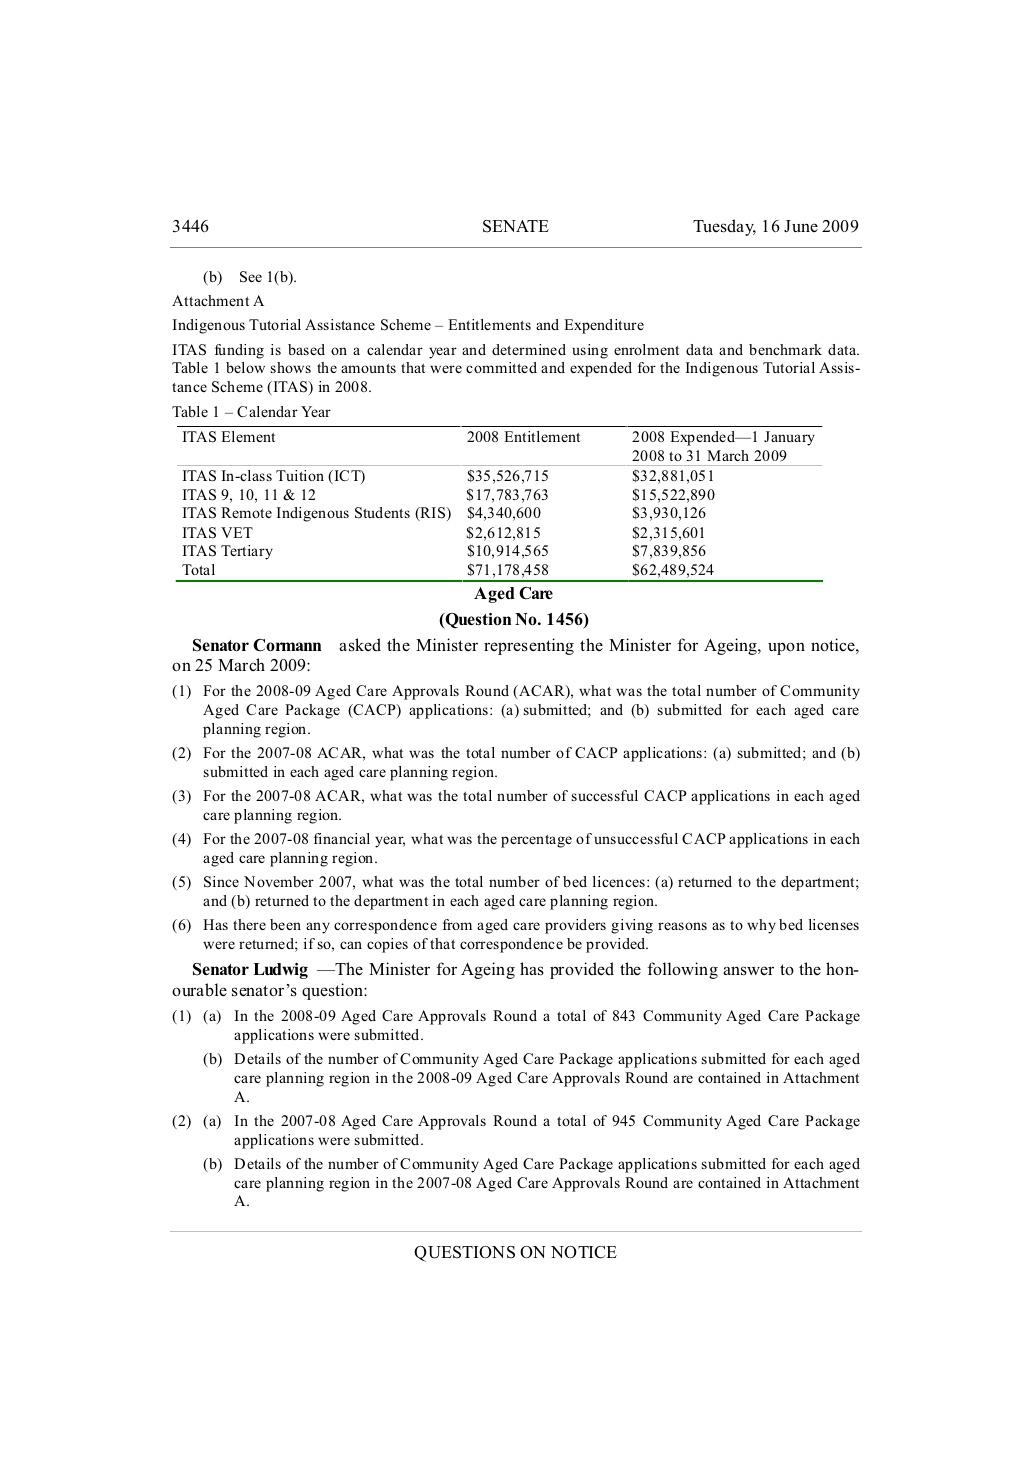 3446 SENATE Tuesday, 16 June 2009
(b) See 1(b).
Attachment A
Indigenous Tutorial Assistance Scheme – Entitlements and Expenditure
ITAS funding is based on a calendar year and determined using enrolment data and benchmark data.
Table 1 below shows the amounts that were committed and expended for the Indigenous Tutorial Assis-
tance Scheme (ITAS) in 2008.
Table 1 – Calendar Year
ITAS Element 2008 Entitlement 2008 Expended—1 January
2008 to 31 March 2009
ITAS In-class Tuition (ICT) $35,526,715 $32,881,051
ITAS 9, 10, 11 & 12 $17,783,763 $15,522,890
ITAS Remote Indigenous Students (RIS) $4,340,600 $3,930,126
ITAS VET $2,612,815 $2,315,601
ITAS Tertiary $10,914,565 $7,839,856
Total $71,178,458 $62,489,524
Aged Care
(Question No. 1456)
Senator Cormann asked the Minister representing the Minister for Ageing, upon notice,
on 25 March 2009:
(1) For the 2008-09 Aged Care Approvals Round (ACAR), what was the total number of Community
Aged Care Package (CACP) applications: (a) submitted; and (b) submitted for each aged care
planning region.
(2) For the 2007-08 ACAR, what was the total number of CACP applications: (a) submitted; and (b)
submitted in each aged care planning region.
(3) For the 2007-08 ACAR, what was the total number of successful CACP applications in each aged
care planning region.
(4) For the 2007-08 financial year, what was the percentage of unsuccessful CACP applications in each
aged care planning region.
(5) Since November 2007, what was the total number of bed licences: (a) returned to the department;
and (b) returned to the department in each aged care planning region.
(6) Has there been any correspondence from aged care providers giving reasons as to why bed licenses
were returned; if so, can copies of that correspondence be provided.
Senator Ludwig —The Minister for Ageing has provided the following answer to the hon-
ourable senator’s question:
(1) (a) In the 2008-09 Aged Care Approvals Round a total of 843 Community Aged Care Package
applications were submitted.
(b) Details of the number of Community Aged Care Package applications submitted for each aged
care planning region in the 2008-09 Aged Care Approvals Round are contained in Attachment
A.
(2) (a) In the 2007-08 Aged Care Approvals Round a total of 945 Community Aged Care Package
applications were submitted.
(b) Details of the number of Community Aged Care Package applications submitted for each aged
care planning region in the 2007-08 Aged Care Approvals Round are contained in Attachment
A.
QUESTIONS ON NOTICE